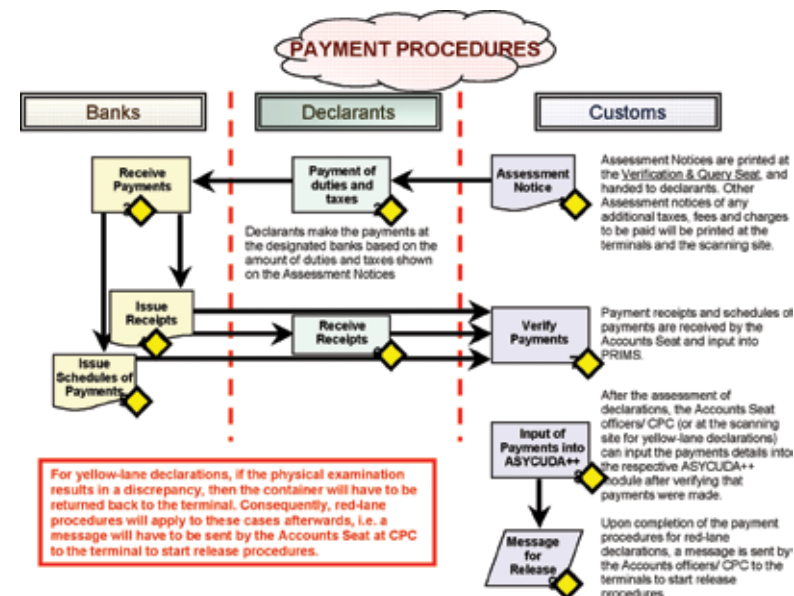 PAYMENT PROCEDURES
Banks
Declarants
Customs
Receive
Payments
Payment of
duties and
taxes
Assessment
Notice
Assessment Notices are printed at
the Verification & Query Seat, and
handed to declarants. Other
Assessment notices of any
additional taxes, fees and charges
to be paid will be printed at the
terminals and the scanning site.
Declarants make the payments at
the designated banks based on the
amount of duties and taxes shown
on the Assessment Notices
Issue
Receipts
Receive
Receipts
Verify
Payments
Payment receipts and schedules of
payments are received by the
Accounts Seat and input into
PRIMS.
Issue
Schedules of
Payments
After the assessment of
declarations, the Accounts Seat
officers/ CPC (or at the scanning
site for yellow-lane declarations)
can input the payments details into
the respective ASYCUDA++
module after verifying that
payments were made.
Input of
Payments into
ASYCUDA++
For yellow-lane declarations, if the physical examination
results in a discrepancy, then the container will have to be
returned back to the terminal. Consequently, red-lane
procedures will apply to these cases afterwards, i.e. a
message will have to be sent by the Accounts Seat at CPC
to the terminal to start release procedures.
Message
for
Release
Upon completion of the payment
procedures for red-lane
declarations, a message is sent by
the Accounts officers/ CPC to the
terminals to start release
procedures